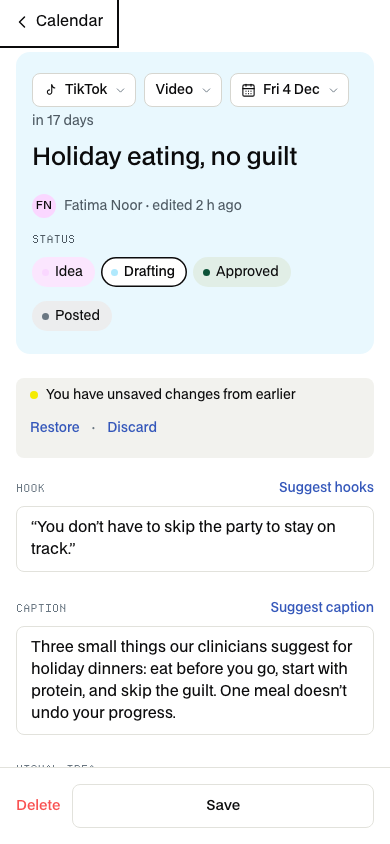 Calendar
TikTok Video Fri 4 Dec
in 17 days
Holiday eating, no guilt
FN Fatima Noor · edited 2 h ago
STATUS
Idea Drafting Approved
Posted
You have unsaved changes from earlier
Restore · Discard
HOOK Suggest hooks
“You don’t have to skip the party to stay on
track.”
CAPTION Suggest caption
Three small things our clinicians suggest for
holiday dinners: eat before you go, start with
protein, and skip the guilt. One meal doesn’t
undo your progress.
Delete Save